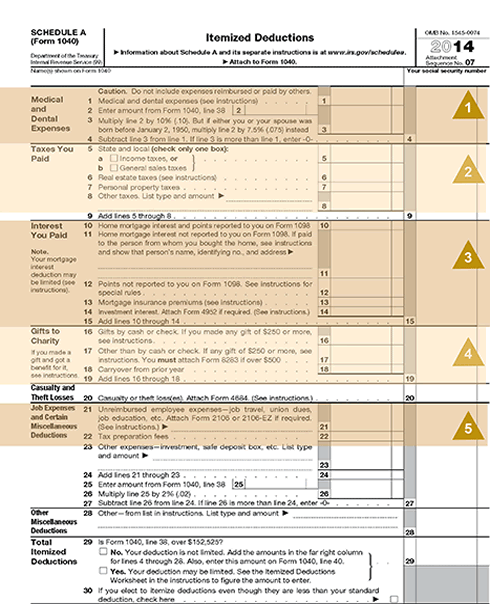 SCHEDULE A
(Form 1040)
Department of the Treasury
Internal Revenue Service (99)
Itemized Deductions
▶ Information about Schedule A and its separate instructions is at www.irs.gov/schedulea.
▶ Attach to Form 1040.
OMB No. 1545-0074
2014
Attachment
Sequence No. 07
Name(s) shown on Form 1040
Your social security number
Medical and Dental Expenses
Caution. Do not include expenses reimbursed or paid by others.
1 Medical and dental expenses (see instructions) 1
2 Enter amount from Form 1040, line 38 2
3 Multiply line 2 by 10% (.10). But if either you or your spouse was
born before January 2, 1950, multiply line 2 by 7.5% (.075) instead 3
4 Subtract line 3 from line 1. If line 3 is more than line 1, enter -0- 4
1
Taxes You Paid
5 State and local (check only one box):
a Income taxes, or
b General sales taxes
5
6 Real estate taxes (see instructions) 6
7 Personal property taxes 7
8 Other taxes. List type and amount ▶
8
9 Add lines 5 through 8 9
2
Interest You Paid
Note.
Your mortgage
interest
deduction may
be limited (see
instructions).
10 Home mortgage interest and points reported to you on Form 1098 10
11 Home mortgage interest not reported to you on Form 1098. If paid
to the person from whom you bought the home, see instructions
and show that person's name, identifying no., and address ▶
11
12 Points not reported to you on Form 1098. See instructions for
special rules 12
13 Mortgage insurance premiums (see instructions) 13
14 Investment interest. Attach Form 4952 if required. (See instructions.) 14
15 Add lines 10 through 14 15
3
Gifts to Charity
If you made a
gift and got a
benefit for it,
see instructions.
16 Gifts by cash or check. If you made any gift of $250 or more,
see instructions 16
17 Other than by cash or check. If any gift of $250 or more, see
instructions. You must attach Form 8283 if over $500 17
18 Carryover from prior year 18
19 Add lines 16 through 18 19
4
Casualty and Theft Losses
20 Casualty or theft loss(es). Attach Form 4684. (See instructions.) 20
Job Expenses and Certain Miscellaneous Deductions
21 Unreimbursed employee expenses—job travel, union dues,
job education, etc. Attach Form 2106 or 2106-EZ if required.
(See instructions.) ▶ 21
22 Tax preparation fees 22
23 Other expenses—investment, safe deposit box, etc. List type
and amount ▶
23
24 Add lines 21 through 23 24
25 Enter amount from Form 1040, line 38 25
26 Multiply line 25 by 2% (.02) 26
27 Subtract line 26 from line 24. If line 26 is more than line 24, enter -0- 27
5
Other Miscellaneous Deductions
28 Other—from list in instructions. List type and amount ▶
28
Total Itemized Deductions
29 Is Form 1040, line 38, over $152,525?
No. Your deduction is not limited. Add the amounts in the far right column
for lines 4 through 28. Also, enter this amount on Form 1040, line 40.
Yes. Your deduction may be limited. See the Itemized Deductions
Worksheet in the instructions to figure the amount to enter.
29
30 If you elect to itemize deductions even though they are less than your standard
deduction, check here ▶